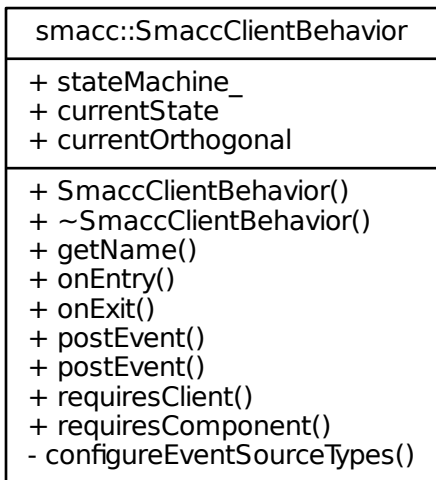 smacc::SmaccClientBehavior
+ stateMachine_
+ currentState
+ currentOrthogonal
+ SmaccClientBehavior()
+ ~SmaccClientBehavior()
+ getName()
+ onEntry()
+ onExit()
+ postEvent()
+ postEvent()
+ requiresClient()
+ requiresComponent()
- configureEventSourceTypes()